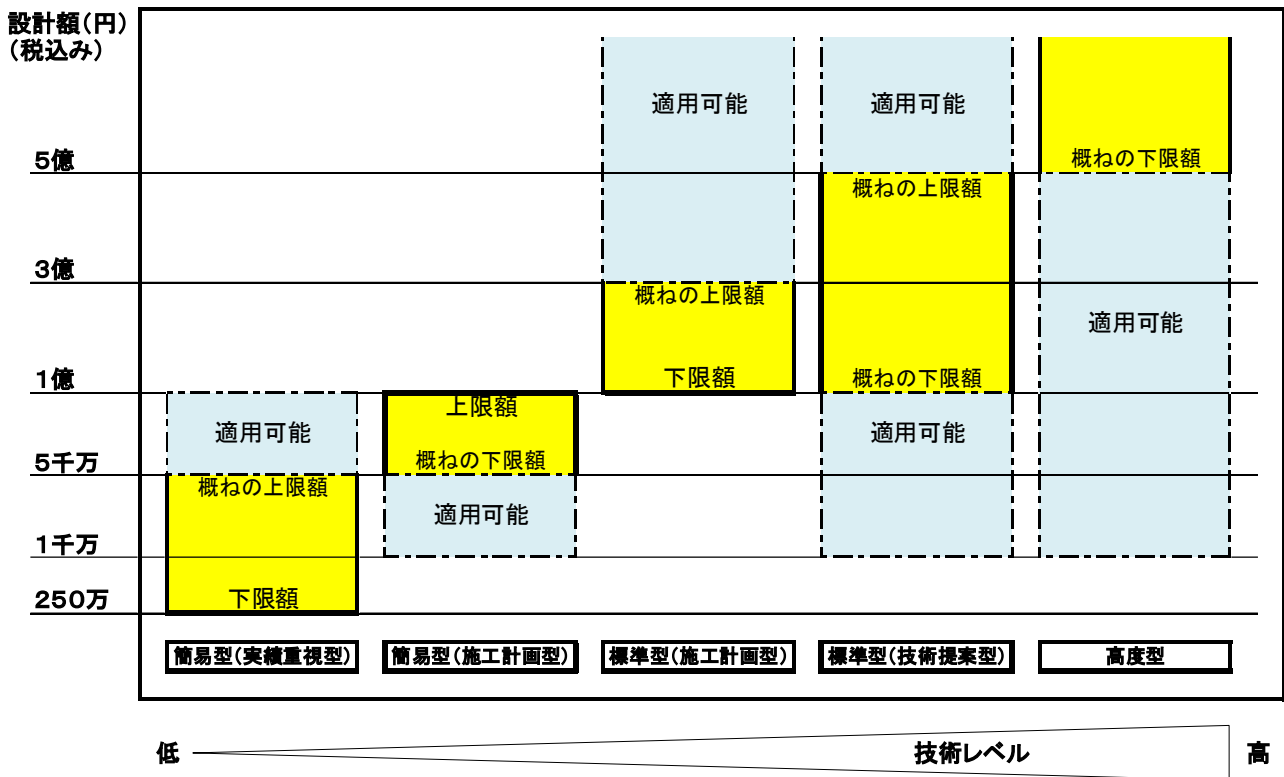 設計額(円)
(税込み)
適用可能
適用可能
5億
概ねの下限額
概ねの上限額
3億
概ねの上限額
適用可能
1億
下限額
概ねの下限額
上限額
適用可能
適用可能
5千万
概ねの下限額
概ねの上限額
適用可能
1千万
250万
下限額
簡易型(実績重視型)
簡易型(施工計画型)
標準型(施工計画型)
標準型(技術提案型)
高度型
低
技術レベル
高